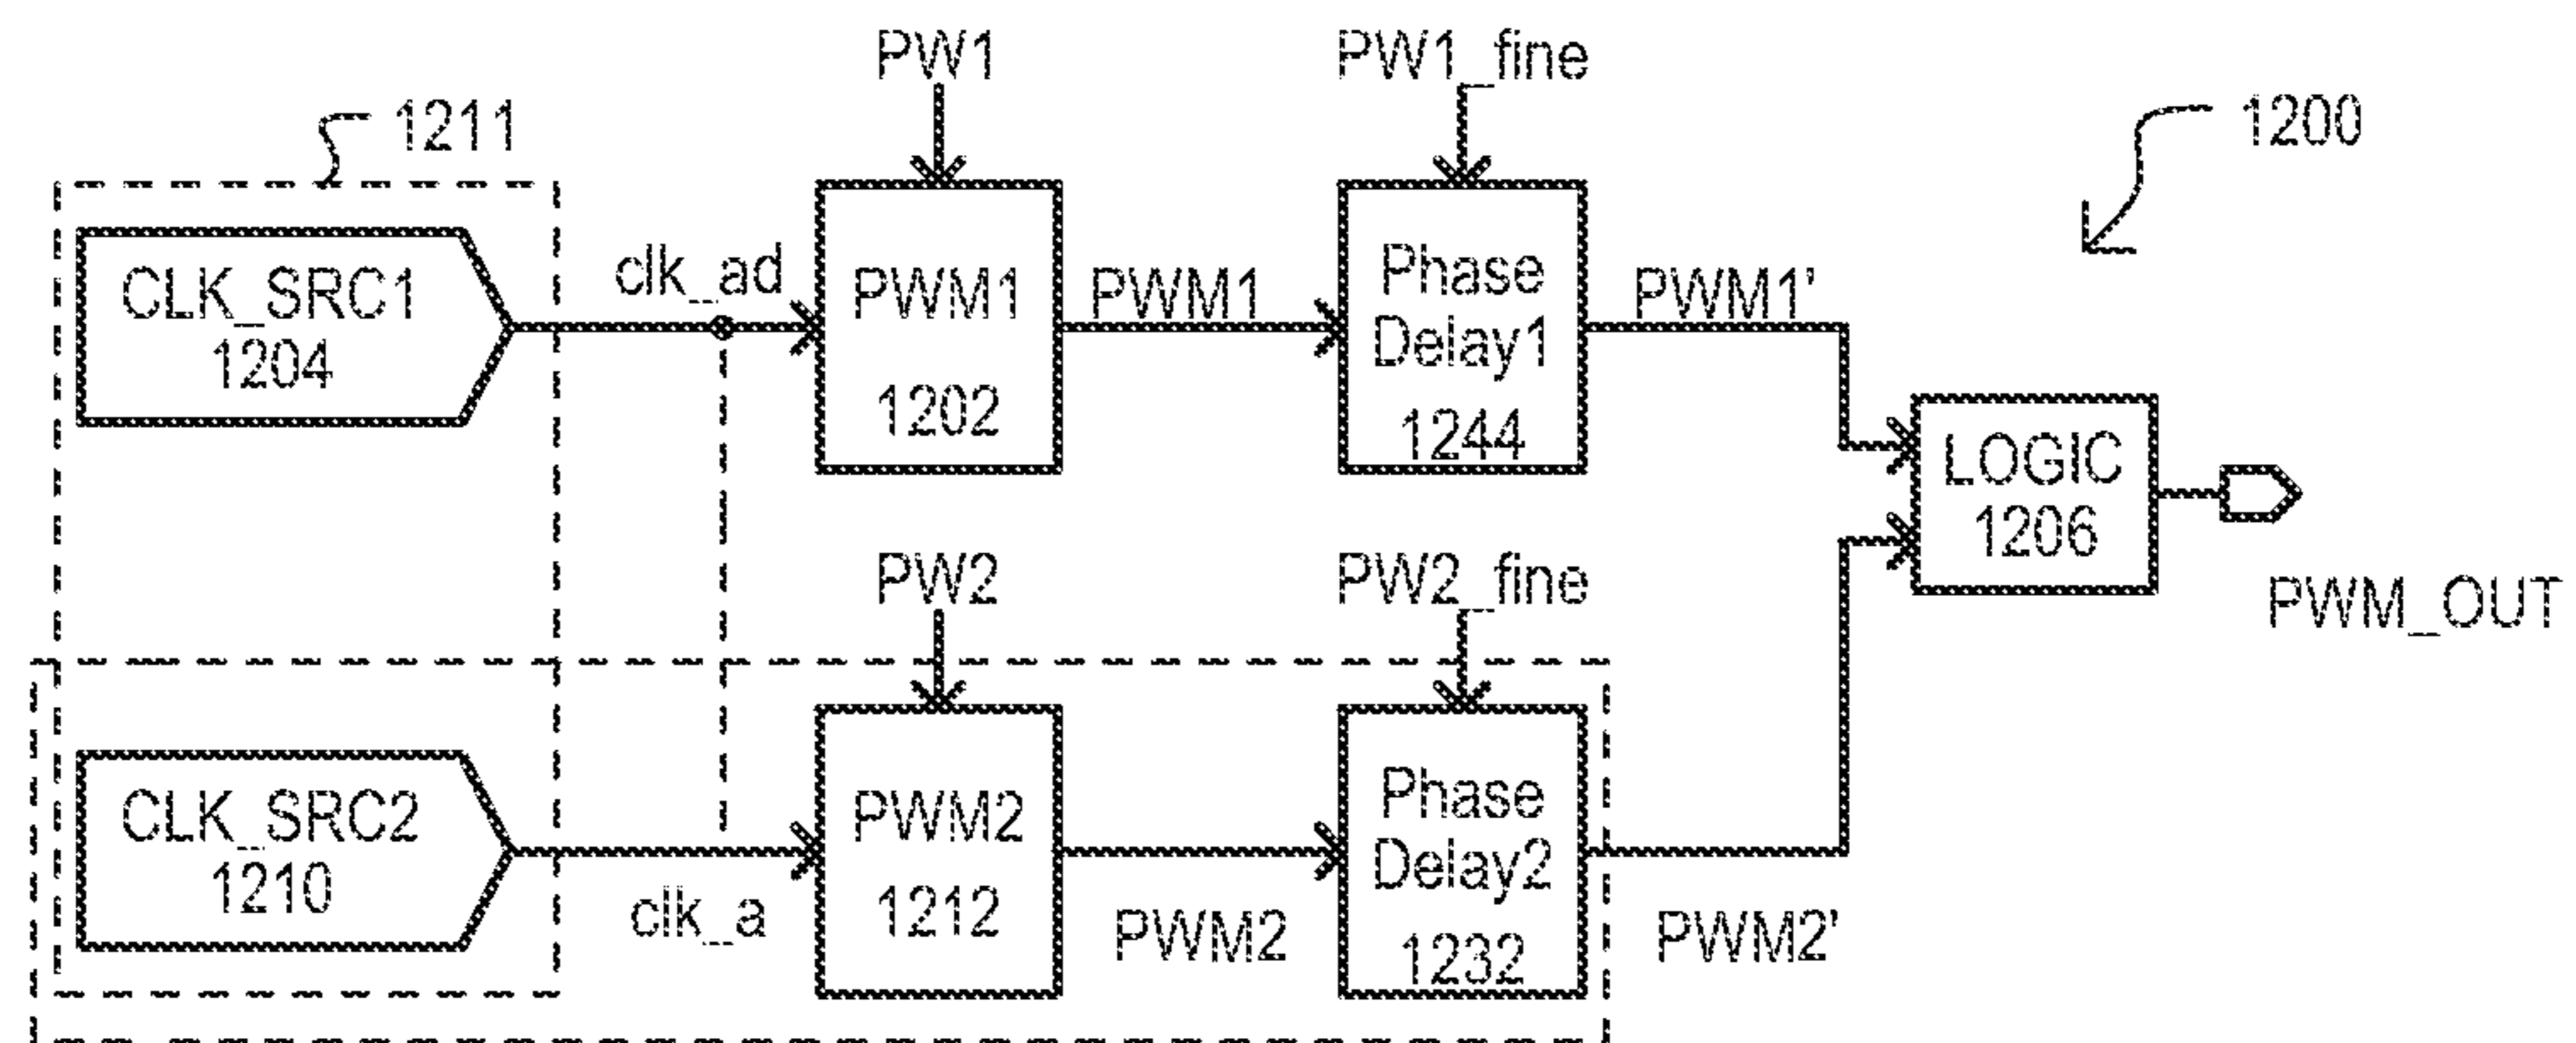 PW1
PW1_fine
1211
1200
CLK_SRC1
1204
clk_ad
PWM1
1202
PWM1
Phase
Delay1
1244
PWM1'
LOGIC
1206
PWM_OUT
PW2
PW2_fine
CLK_SRC2
1210
clk_a
PWM2
1212
PWM2
Phase
Delay2
1232
PWM2'